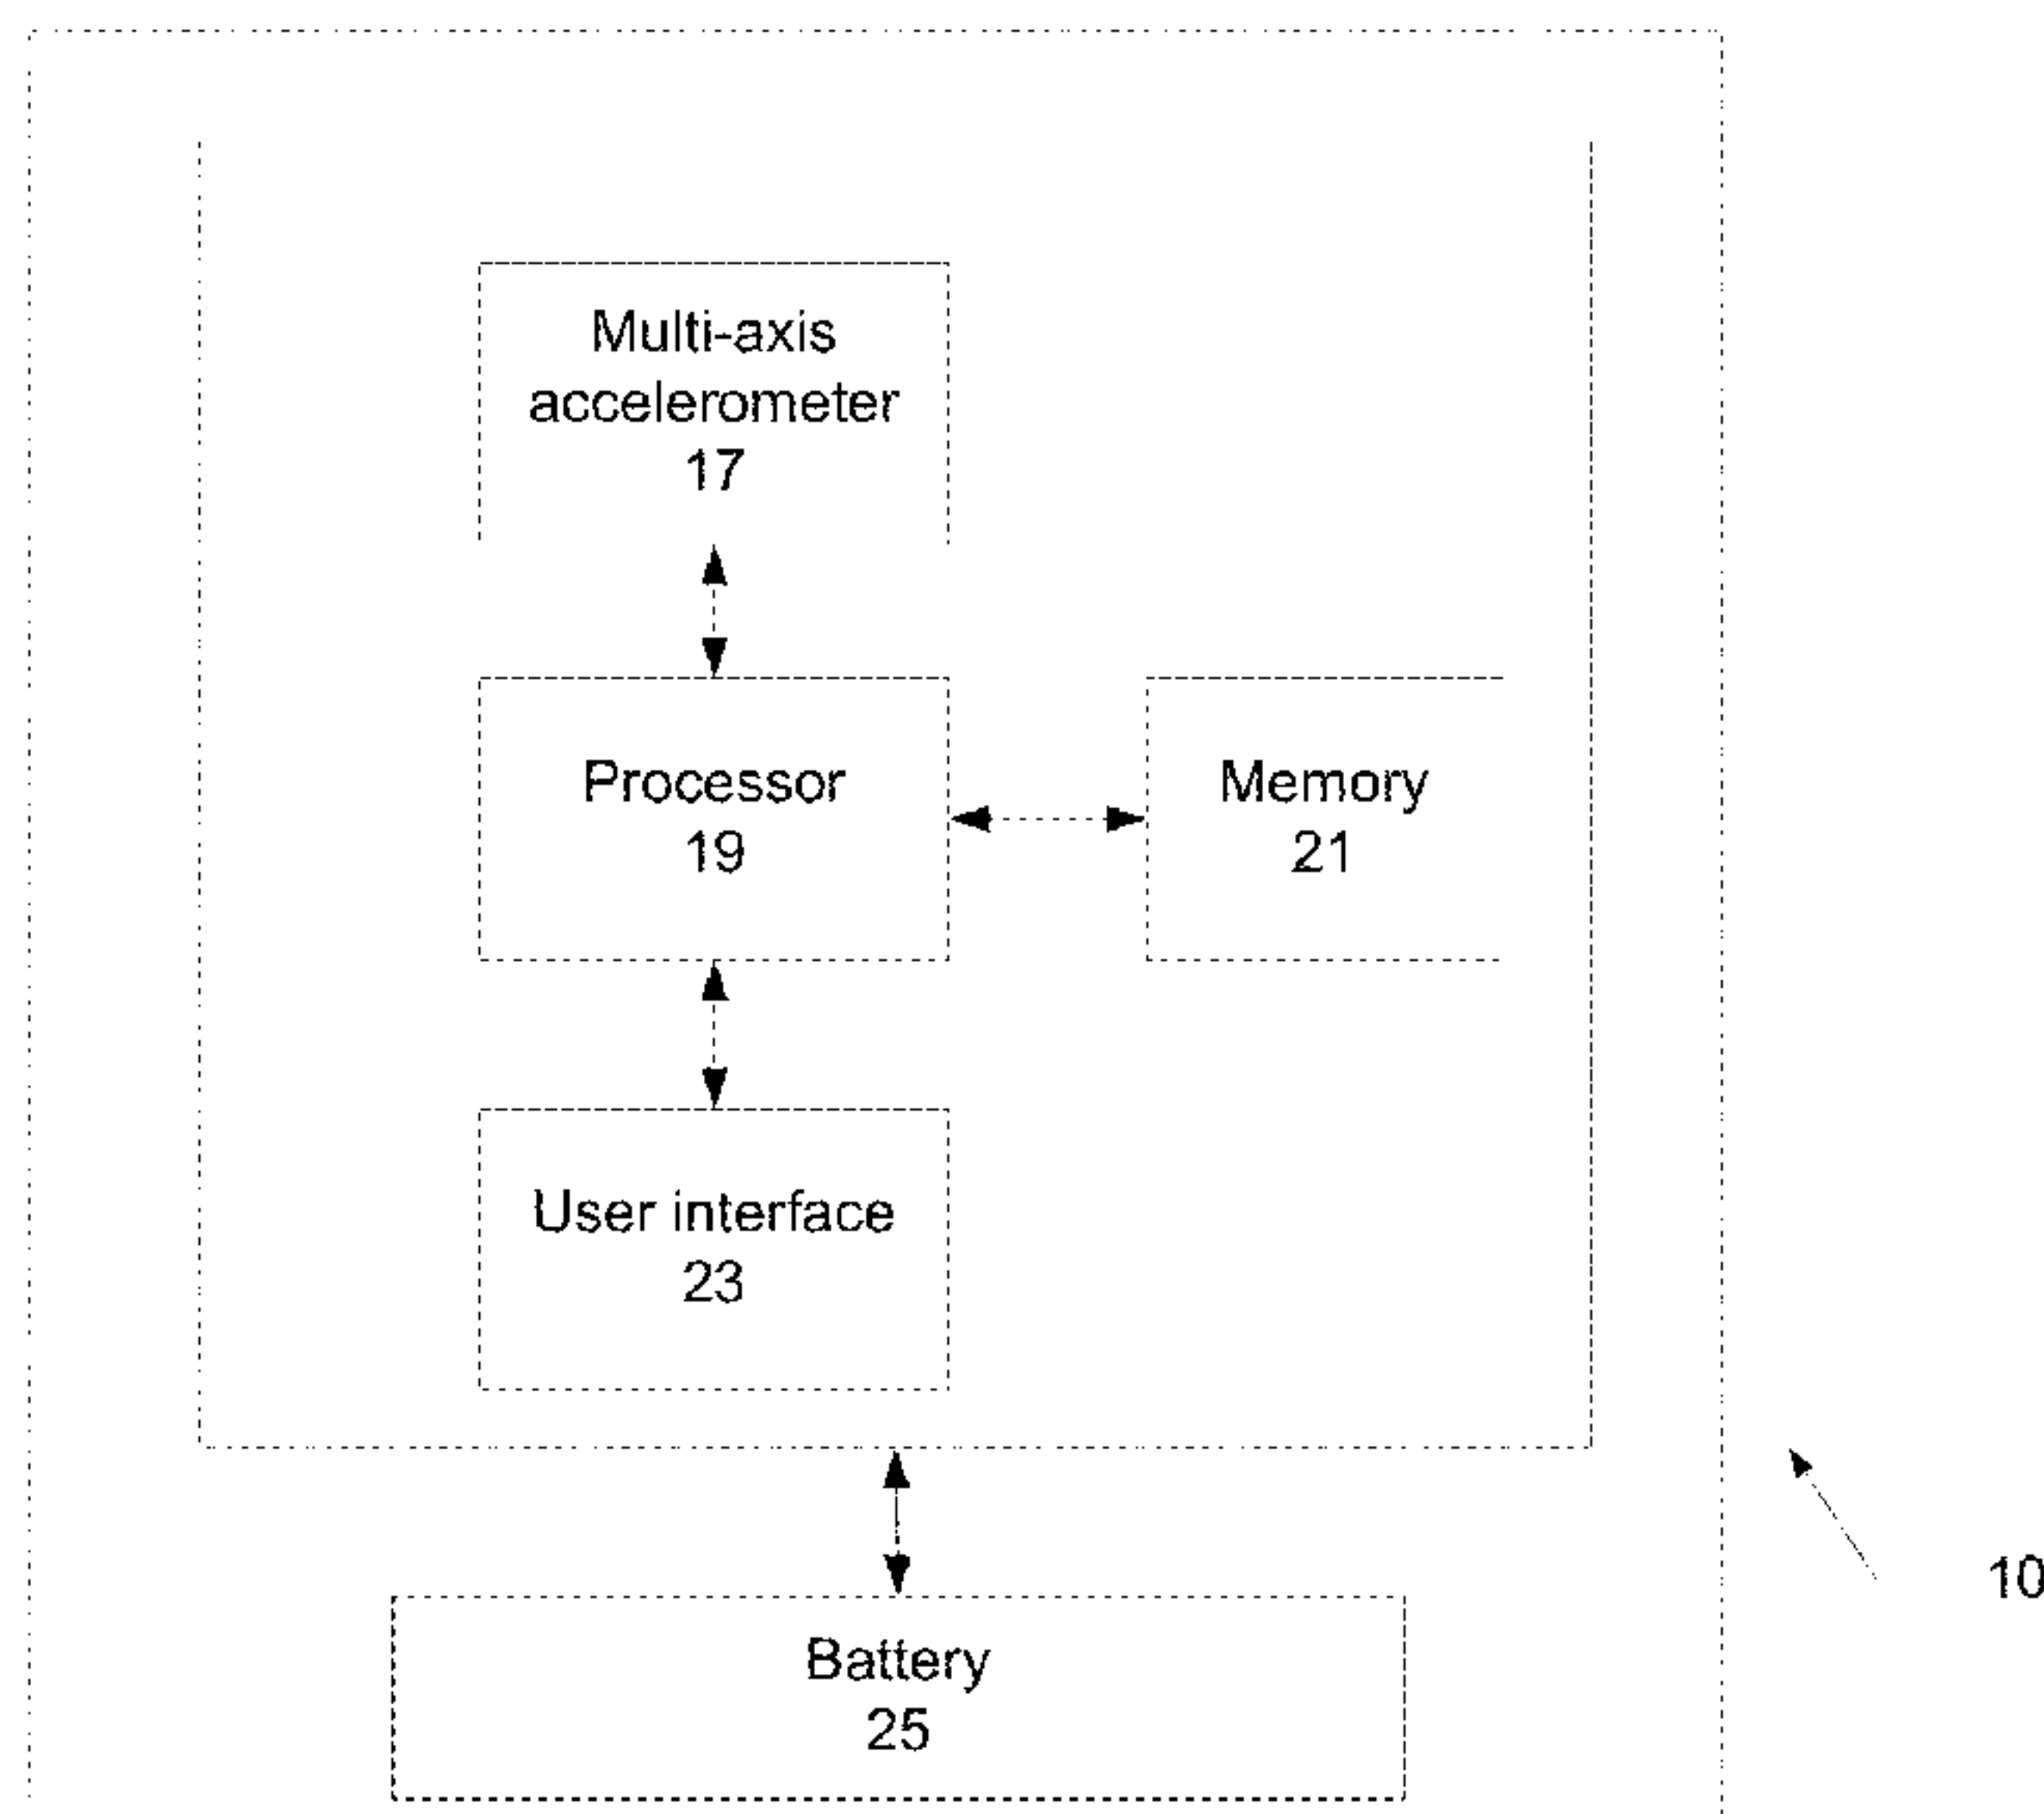 Multi-axis
accelerometer
17
Processor
19
Memory
21
User interface
23
10
Battery
25